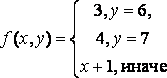 3, y = 6,
f(x, y) = { 4, y = 7
x + 1, иначе